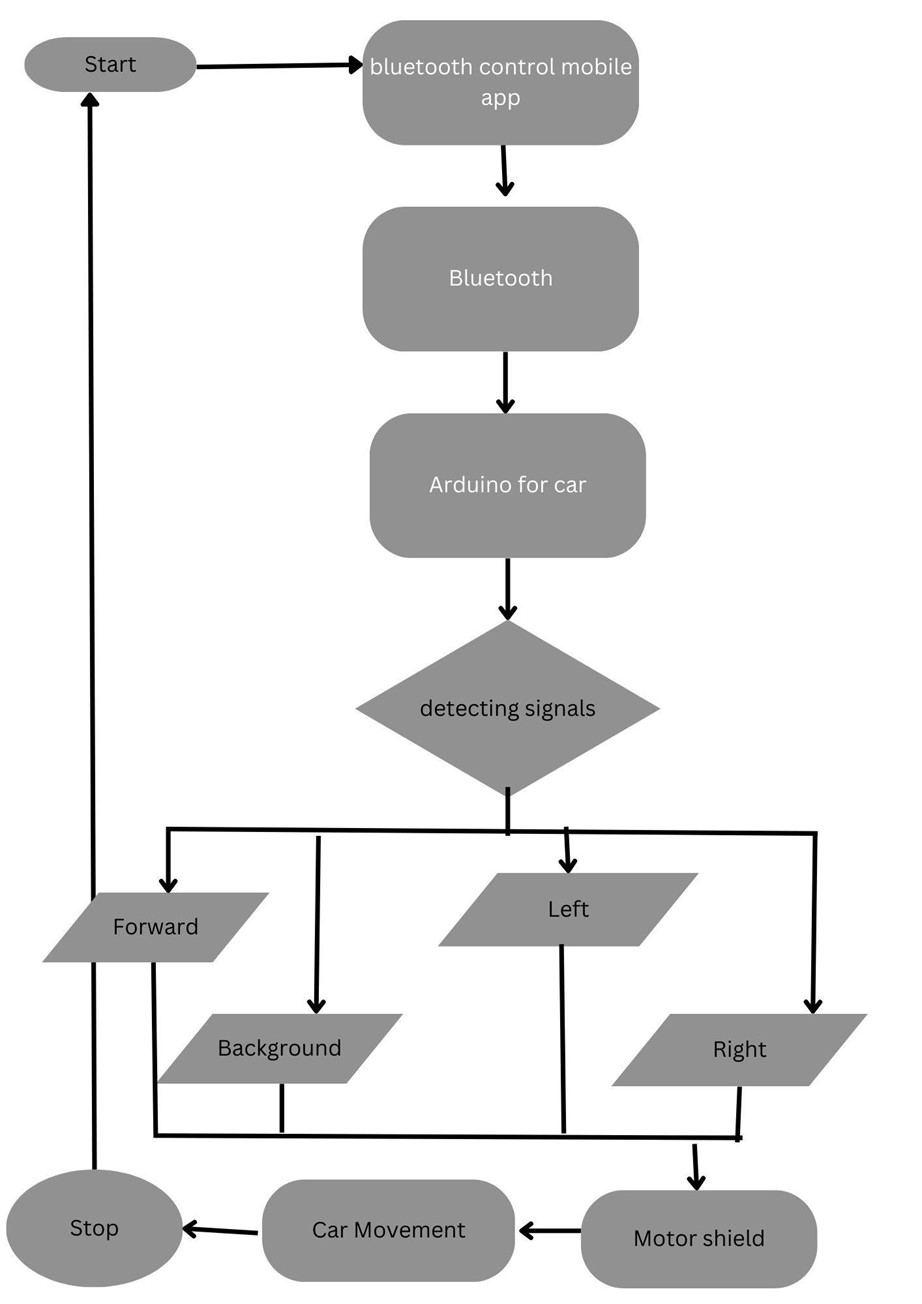 Start
bluetooth control mobile
app
Bluetooth
Arduino for car
detecting signals
Forward
Left
Background
Right
Stop
Car Movement
Motor shield